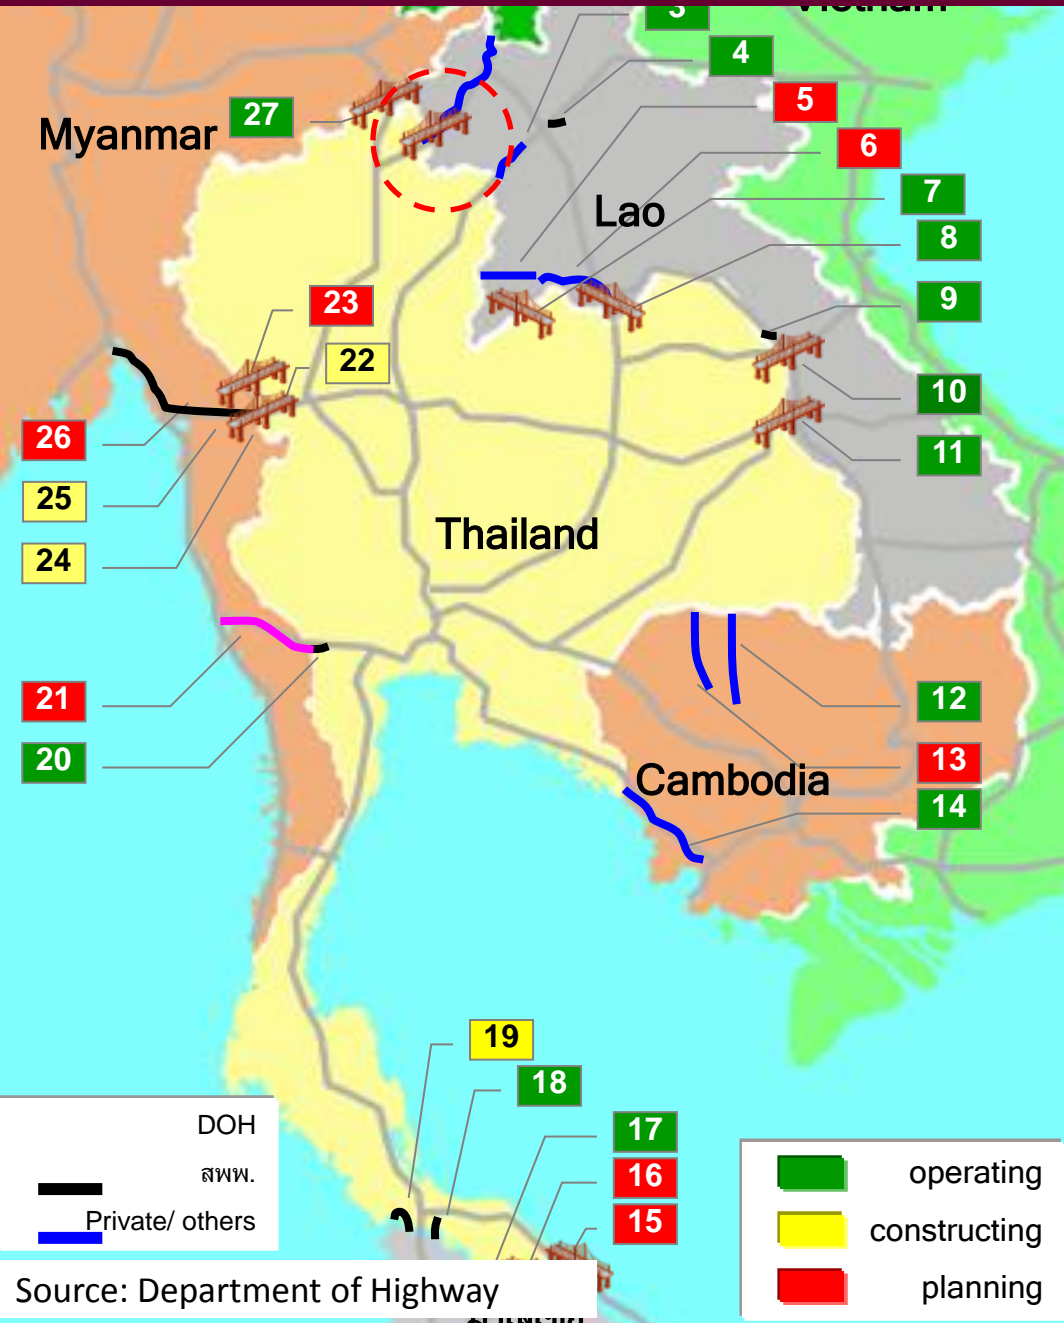 Vietnam
3
4
5
Myanmar
27
6
7
Lao
8
23
9
22
10
26
11
25
Thailand
24
21
12
20
13
Cambodia
14
19
18
DOH
17
สพพ.
16
operating
Private/ others
15
constructing
Source: Department of Highway
planning